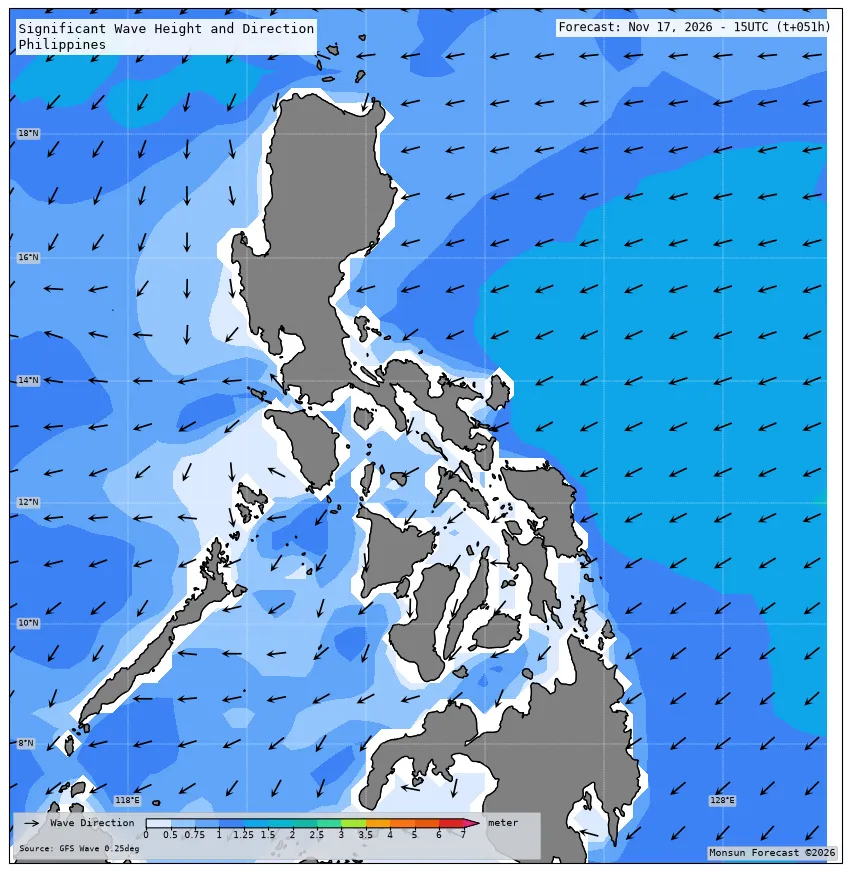 Significant Wave Height and Direction
Philippines
Forecast: Nov 17, 2026 - 15UTC (t+051h)
18°N
16°N
14°N
12°N
10°N
8°N
118°E
128°E
Wave Direction
0 0.5 0.75 1 1.25 1.5 2 2.5 3 3.5 4 5 6 7
meter
Source: GFS Wave 0.25deg
Monsun Forecast ©2026